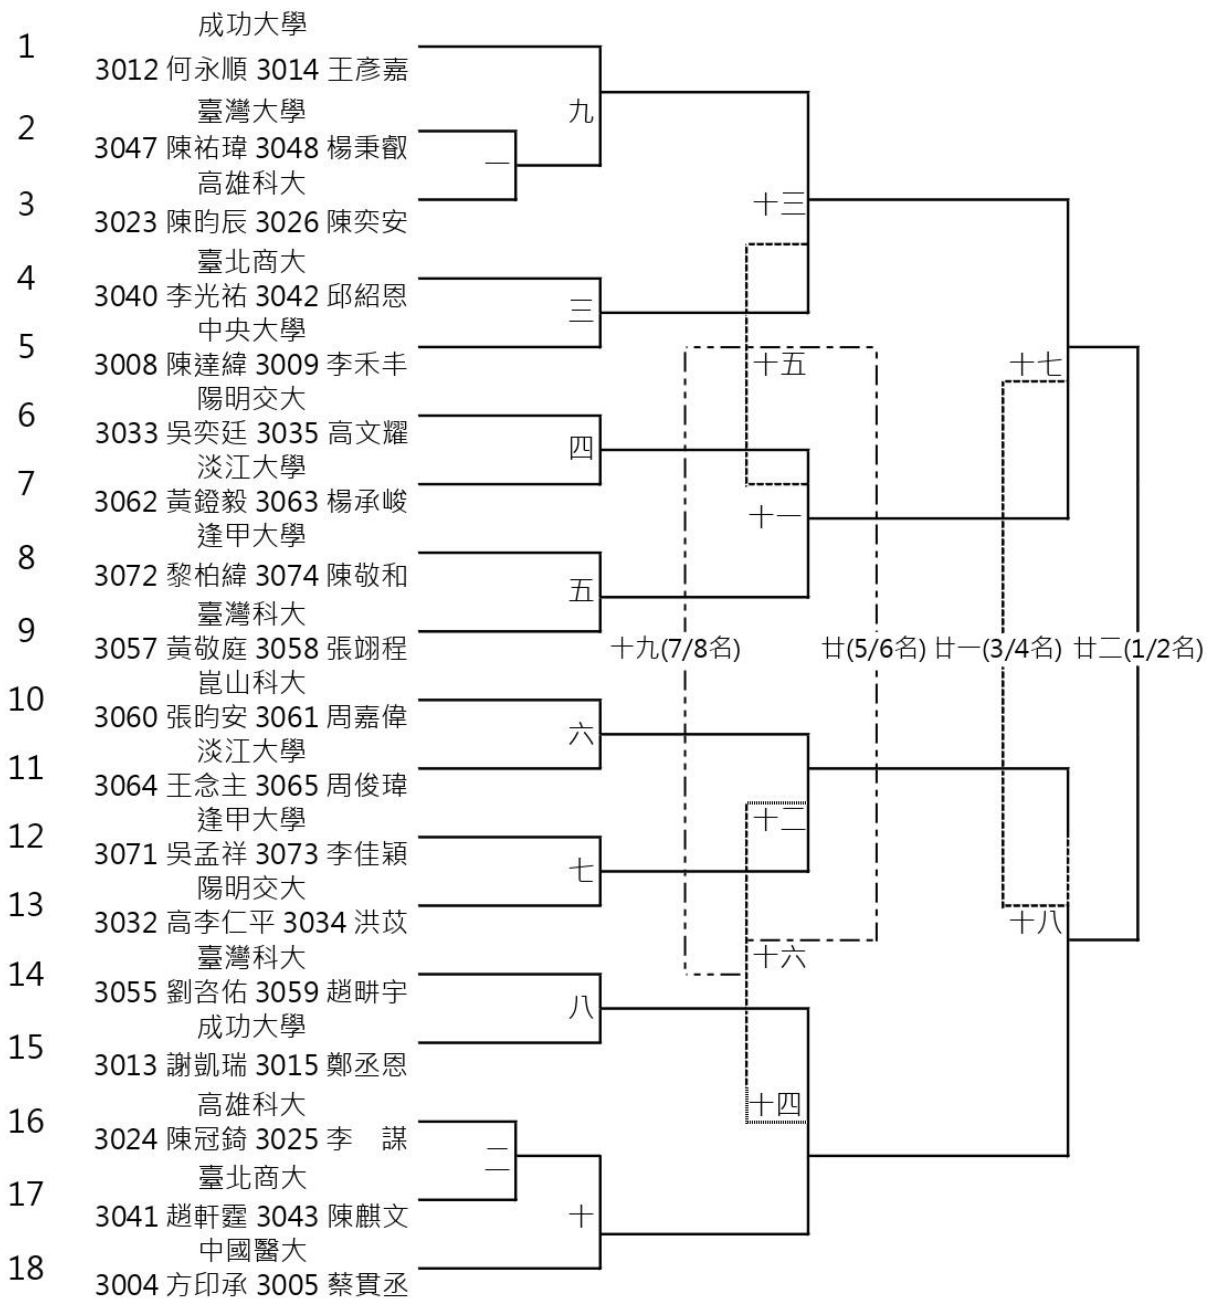 成功大學
1
3012 何永順 3014 王彥嘉
臺灣大學
2
3047 陳祐瑋 3048 楊秉叡
高雄科大
3
3023 陳昀辰 3026 陳奕安
臺北商大
4
3040 李光祐 3042 邱紹恩
中央大學
5
3008 陳達緯 3009 李禾丰
陽明交大
6
3033 吳奕廷 3035 高文耀
淡江大學
7
3062 黃鐙毅 3063 楊承峻
逢甲大學
8
3072 黎柏緯 3074 陳敬和
臺灣科大
9
3057 黃敬庭 3058 張翊程
崑山科大
10
3060 張昀安 3061 周嘉偉
淡江大學
11
3064 王念主 3065 周俊瑋
逢甲大學
12
3071 吳孟祥 3073 李佳穎
陽明交大
13
3032 高李仁平 3034 洪苡
臺灣科大
14
3055 劉咨佑 3059 趙畊宇
成功大學
15
3013 謝凱瑞 3015 鄭丞恩
高雄科大
16
3024 陳冠錡 3025 李　謀
臺北商大
17
3041 趙軒霆 3043 陳麒文
中國醫大
18
3004 方印承 3005 蔡貫丞
一
二
三
四
五
六
七
八
九
十
十一
十二
十三
十四
十五
十六
十七
十八
十九(7/8名)
廿(5/6名)
廿一(3/4名)
廿二(1/2名)